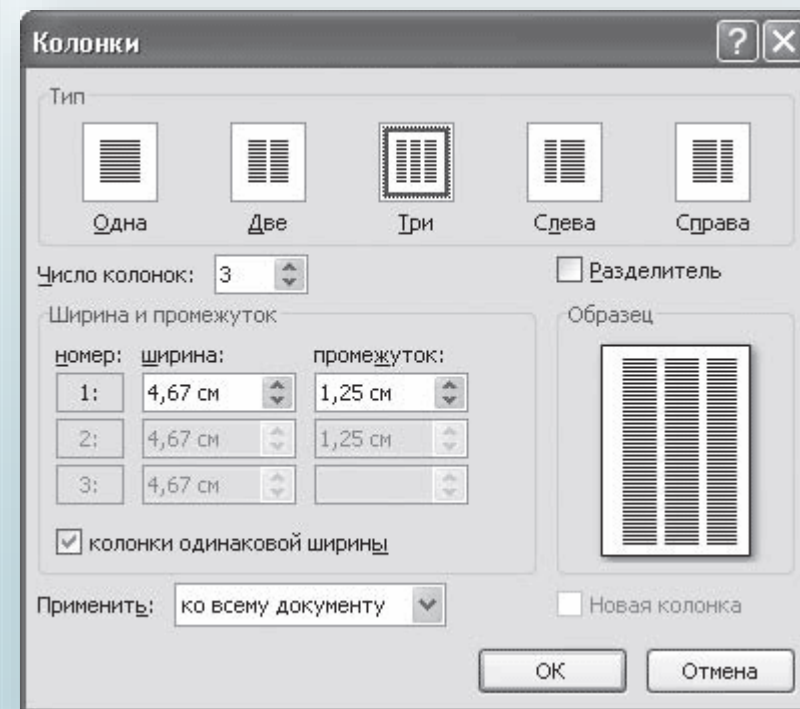 Колонки
Тип
Одна Две Три Слева Справа
Число колонок: 3
Разделитель
Ширина и промежуток
Образец
номер: ширина: промежуток:
1: 4,67 см 1,25 см
2: 4,67 см 1,25 см
3: 4,67 см
колонки одинаковой ширины
Применить: ко всему документу
Новая колонка
ОК Отмена